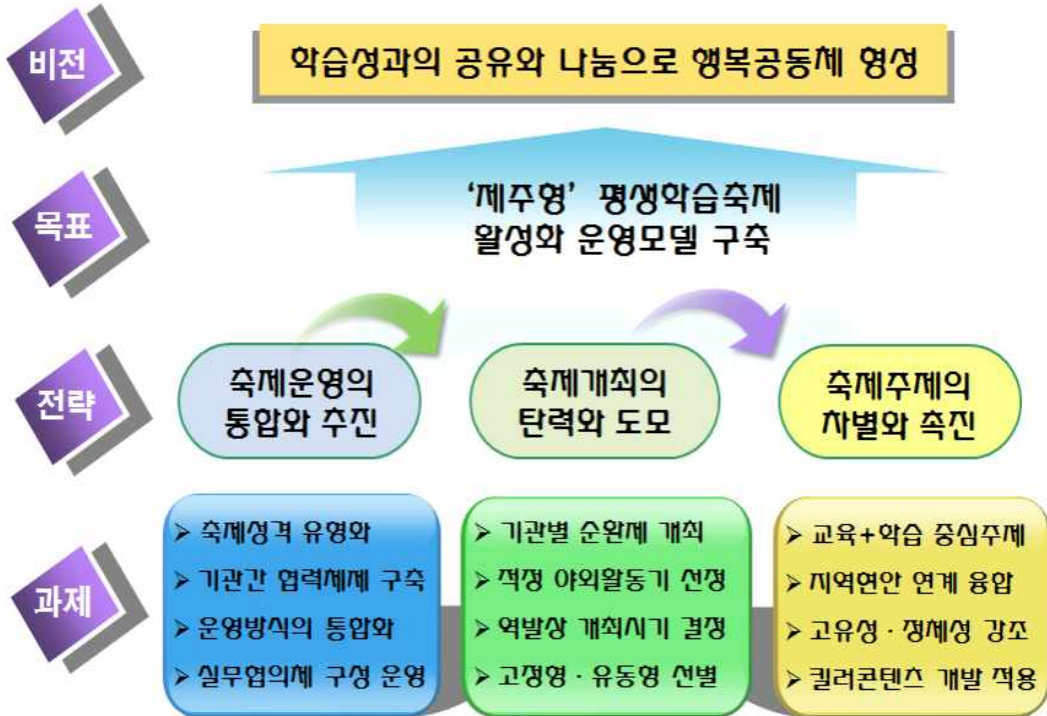 비전
학습성과의 공유와 나눔으로 행복공동체 형성
목표
‘제주형’ 평생학습축제
활성화 운영모델 구축
전략
축제운영의
통합화 추진
축제개최의
탄력화 도모
축제주제의
차별화 촉진
과제
➢ 축제성격 유형화
➢ 기관간 협력체제 구축
➢ 운영방식의 통합화
➢ 실무협의체 구성 운영
➢ 기관별 순환제 개최
➢ 적정 야외활동기 선정
➢ 역발상 개최시기 결정
➢ 고정형 · 유동형 선별
➢ 교육+학습 중심주제
➢ 지역현안 연계 융합
➢ 고유성 · 정체성 강조
➢ 킬러콘텐츠 개발 적용